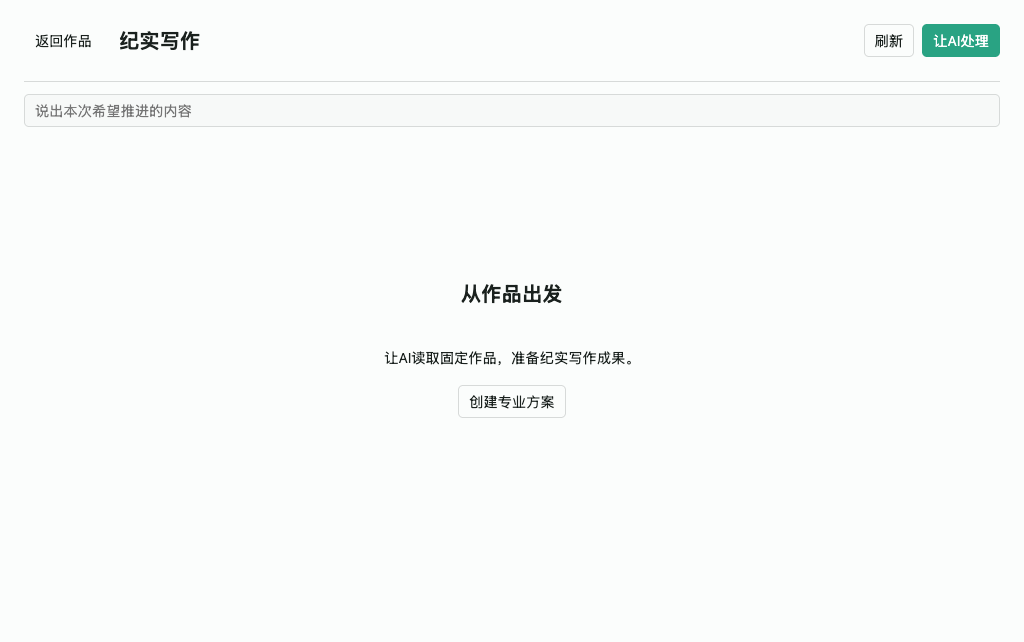 返回作品 纪实写作 刷新 让AI处理
说出本次希望推进的内容
从作品出发
让AI读取固定作品，准备纪实写作成果。
创建专业方案